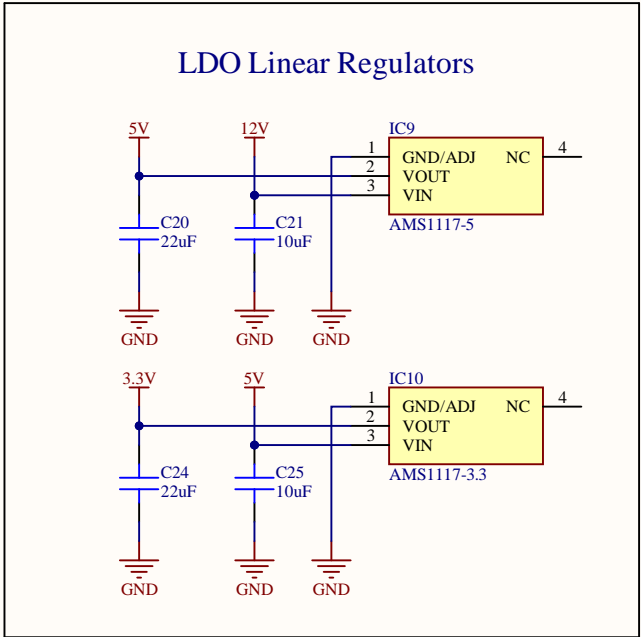 LDO Linear Regulators
5V
12V
IC9
1
GND/ADJ
NC
4
2
VOUT
3
VIN
C20
22uF
C21
10uF
AMS1117-5
GND
GND
GND
3.3V
5V
IC10
1
GND/ADJ
NC
4
2
VOUT
3
VIN
C24
22uF
C25
10uF
AMS1117-3.3
GND
GND
GND